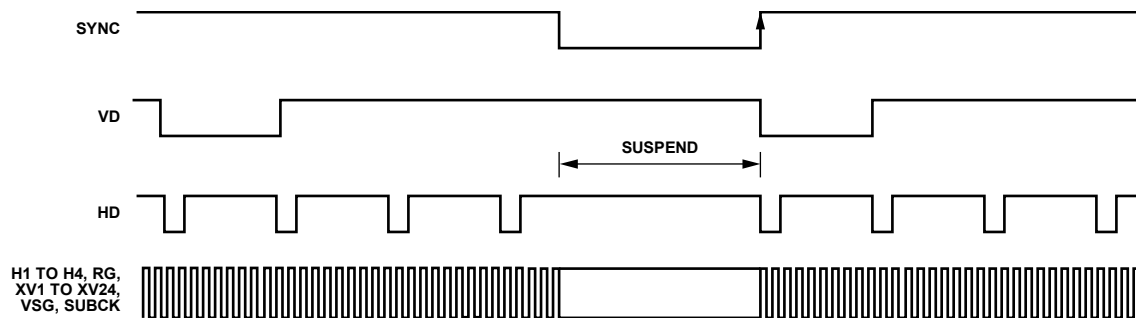 SYNC
VD
SUSPEND
HD
H1 TO H4, RG,
XV1 TO XV24,
VSG, SUBCK